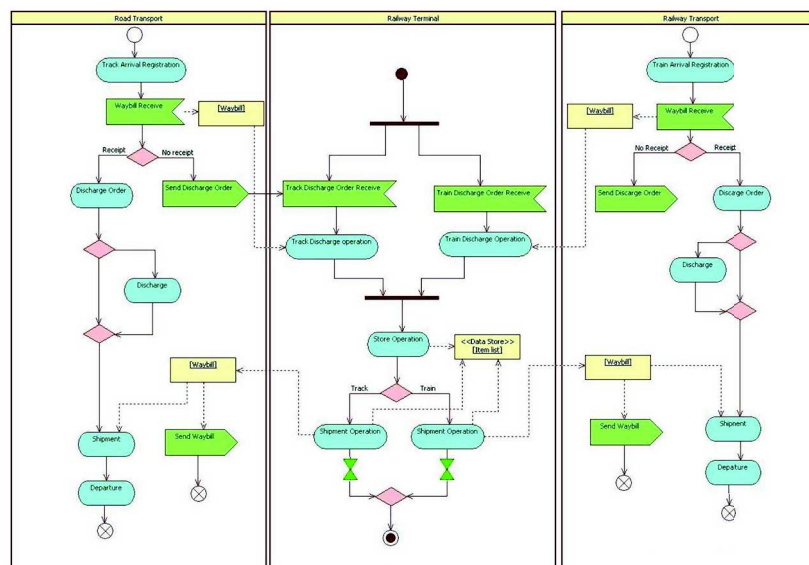 Road Transport
Track Arrival Registration
Waybill Receive
[Waybill]
Receipt
No receipt
Discharge Order
Send Discharge Order
Discharge
[Waybill]
Shipment
Send Waybill
Departure
Railway Terminal
Track Discharge Order Receive
Train Discharge Order Receive
Track Discharge operation
Train Discharge Operation
Store Operation
<<Data Store>>
[Item list]
Track
Train
Shipment Operation
Shipment Operation
Railway Transport
Train Arrival Registration
[Waybill]
Waybill Receive
No Receipt
Receipt
Send Discarge Order
Discarge Order
Discharge
[Waybill]
Send Waybill
Shipment
Departure